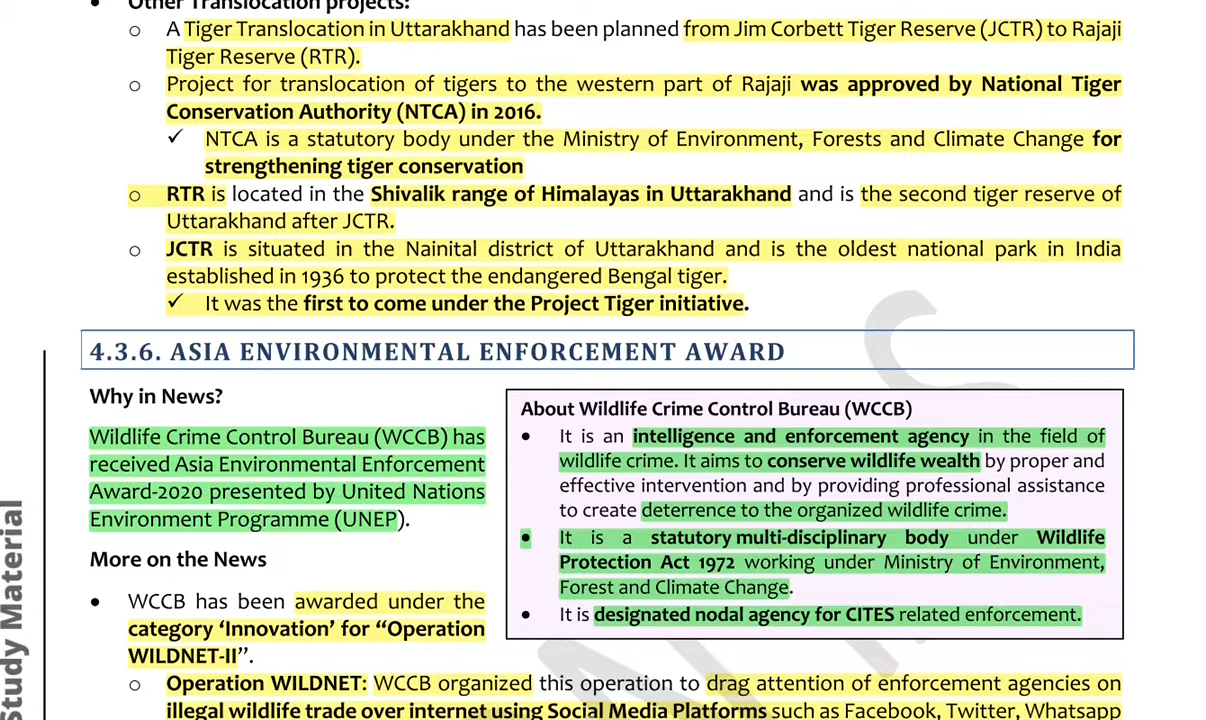 • Other Translocation projects:
o A Tiger Translocation in Uttarakhand has been planned from Jim Corbett Tiger Reserve (JCTR) to Rajaji
Tiger Reserve (RTR).
o Project for translocation of tigers to the western part of Rajaji was approved by National Tiger
Conservation Authority (NTCA) in 2016.
✓ NTCA is a statutory body under the Ministry of Environment, Forests and Climate Change for
strengthening tiger conservation
o RTR is located in the Shivalik range of Himalayas in Uttarakhand and is the second tiger reserve of
Uttarakhand after JCTR.
o JCTR is situated in the Nainital district of Uttarakhand and is the oldest national park in India
established in 1936 to protect the endangered Bengal tiger.
✓ It was the first to come under the Project Tiger initiative.
4.3.6. ASIA ENVIRONMENTAL ENFORCEMENT AWARD
Why in News?
Wildlife Crime Control Bureau (WCCB) has
received Asia Environmental Enforcement
Award-2020 presented by United Nations
Environment Programme (UNEP).
More on the News
• WCCB has been awarded under the
category ‘Innovation’ for “Operation
WILDNET-II”.
About Wildlife Crime Control Bureau (WCCB)
• It is an intelligence and enforcement agency in the field of
wildlife crime. It aims to conserve wildlife wealth by proper and
effective intervention and by providing professional assistance
to create deterrence to the organized wildlife crime.
• It is a statutory multi-disciplinary body under Wildlife
Protection Act 1972 working under Ministry of Environment,
Forest and Climate Change.
• It is designated nodal agency for CITES related enforcement.
o Operation WILDNET: WCCB organized this operation to drag attention of enforcement agencies on
illegal wildlife trade over internet using Social Media Platforms such as Facebook, Twitter, Whatsapp
Study Material